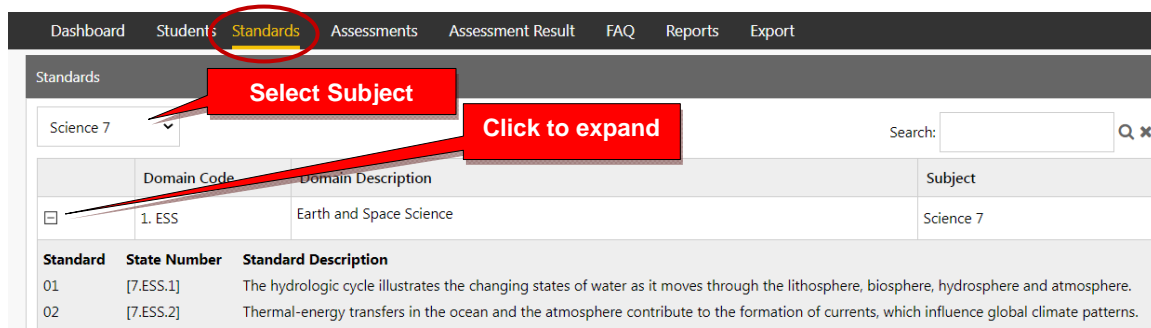 Dashboard Students Standards Assessments Assessment Result FAQ Reports Export
Standards
Select Subject
Science 7
Click to expand
Search:
Domain Code Domain Description Subject
1. ESS Earth and Space Science Science 7
Standard State Number Standard Description
01 [7.ESS.1] The hydrologic cycle illustrates the changing states of water as it moves through the lithosphere, biosphere, hydrosphere and atmosphere.
02 [7.ESS.2] Thermal-energy transfers in the ocean and the atmosphere contribute to the formation of currents, which influence global climate patterns.